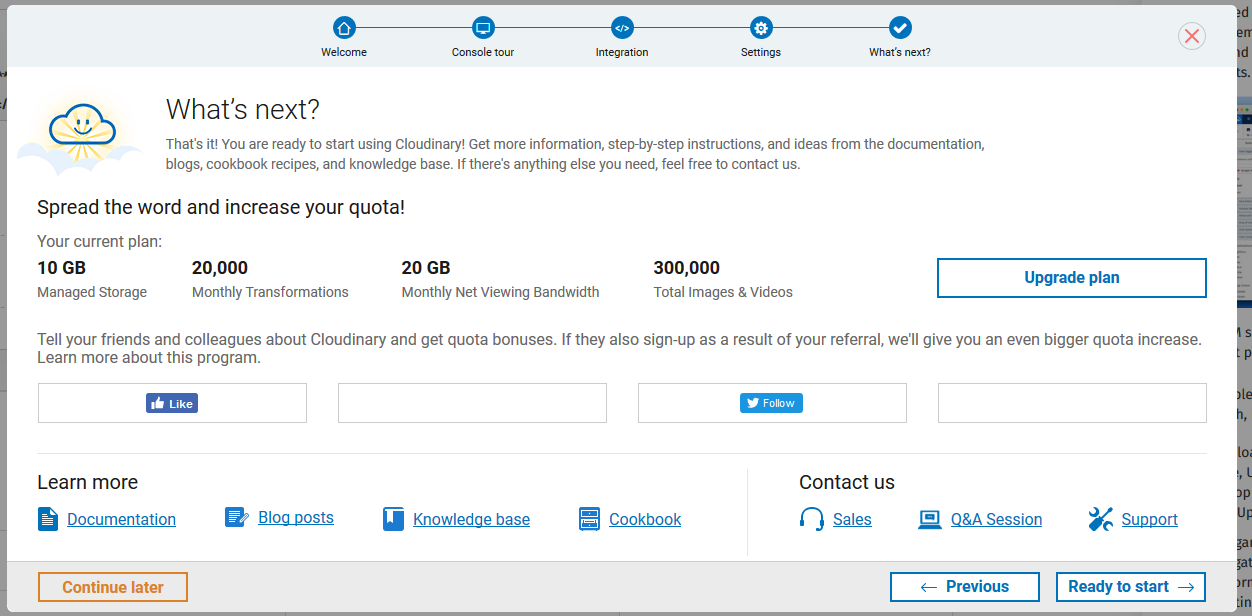 Welcome
Console tour
Integration
Settings
What's next?
What's next?
That's it! You are ready to start using Cloudinary! Get more information, step-by-step instructions, and ideas from the documentation,
blogs, cookbook recipes, and knowledge base. If there's anything else you need, feel free to contact us.
Spread the word and increase your quota!
Your current plan:
10 GB
Managed Storage
20,000
Monthly Transformations
20 GB
Monthly Net Viewing Bandwidth
300,000
Total Images & Videos
Upgrade plan
Tell your friends and colleagues about Cloudinary and get quota bonuses. If they also sign-up as a result of your referral, we'll give you an even bigger quota increase.
Learn more about this program.
Like
Follow
Learn more
Documentation
Blog posts
Knowledge base
Cookbook
Contact us
Sales
Q&A Session
Support
Continue later
← Previous
Ready to start →